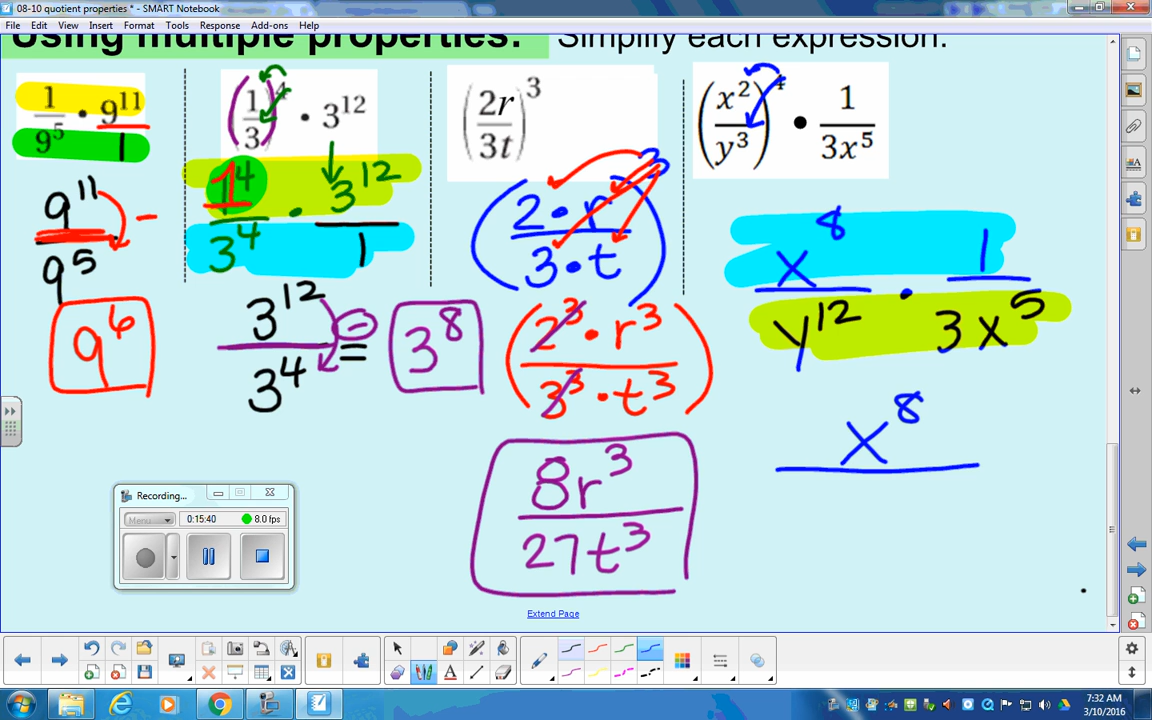 08-10 quotient properties * - SMART Notebook
File Edit View Insert Format Tools Response Add-ons Help
Using multiple properties: Simplify each expression.
1/9⁵ • 9¹¹/1
9¹¹/9⁵ −
9⁶
(1/3)⁴ • 3¹²
1⁴/3⁴ • 3¹²/1
3¹²/3⁴ − = 3⁸
(2r/3t)³
(2•r/3•t)³
(2³•r³/3³•t³)
8r³/27t³
(x²/y³)⁴ • 1/3x⁵
x⁸/y¹² • 1/3x⁵
x⁸
Recording...
Menu
0:15:40 8.0 fps
Extend Page
7:32 AM
3/10/2016